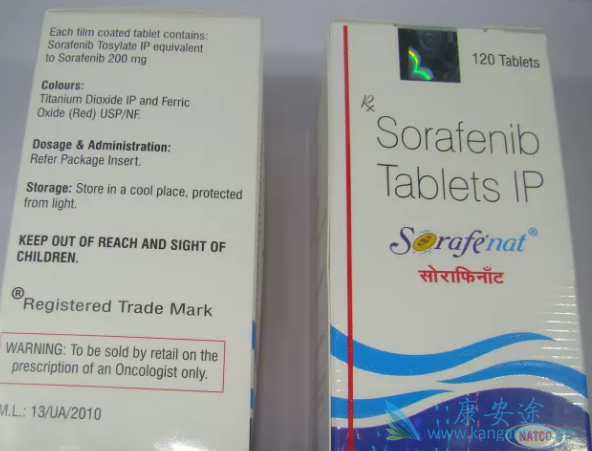 Each film coated tablet contains:
Sorafenib Tosylate IP equivalent
to Sorafenib 200 mg
Colours:
Titanium Dioxide IP and Ferric
Oxide (Red) USP/NF.
Dosage & Administration:
Refer Package Insert.
Storage: Store in a cool place, protected
from light.
KEEP OUT OF REACH AND SIGHT OF
CHILDREN.
®Registered Trade Mark
WARNING: To be sold by retail on the
prescription of an Oncologist only.
M.L.: 13/UA/2010
120 Tablets
℞
Sorafenib
Tablets IP
Sorafenat®
सोराफिनॅट
康安途
NATCO